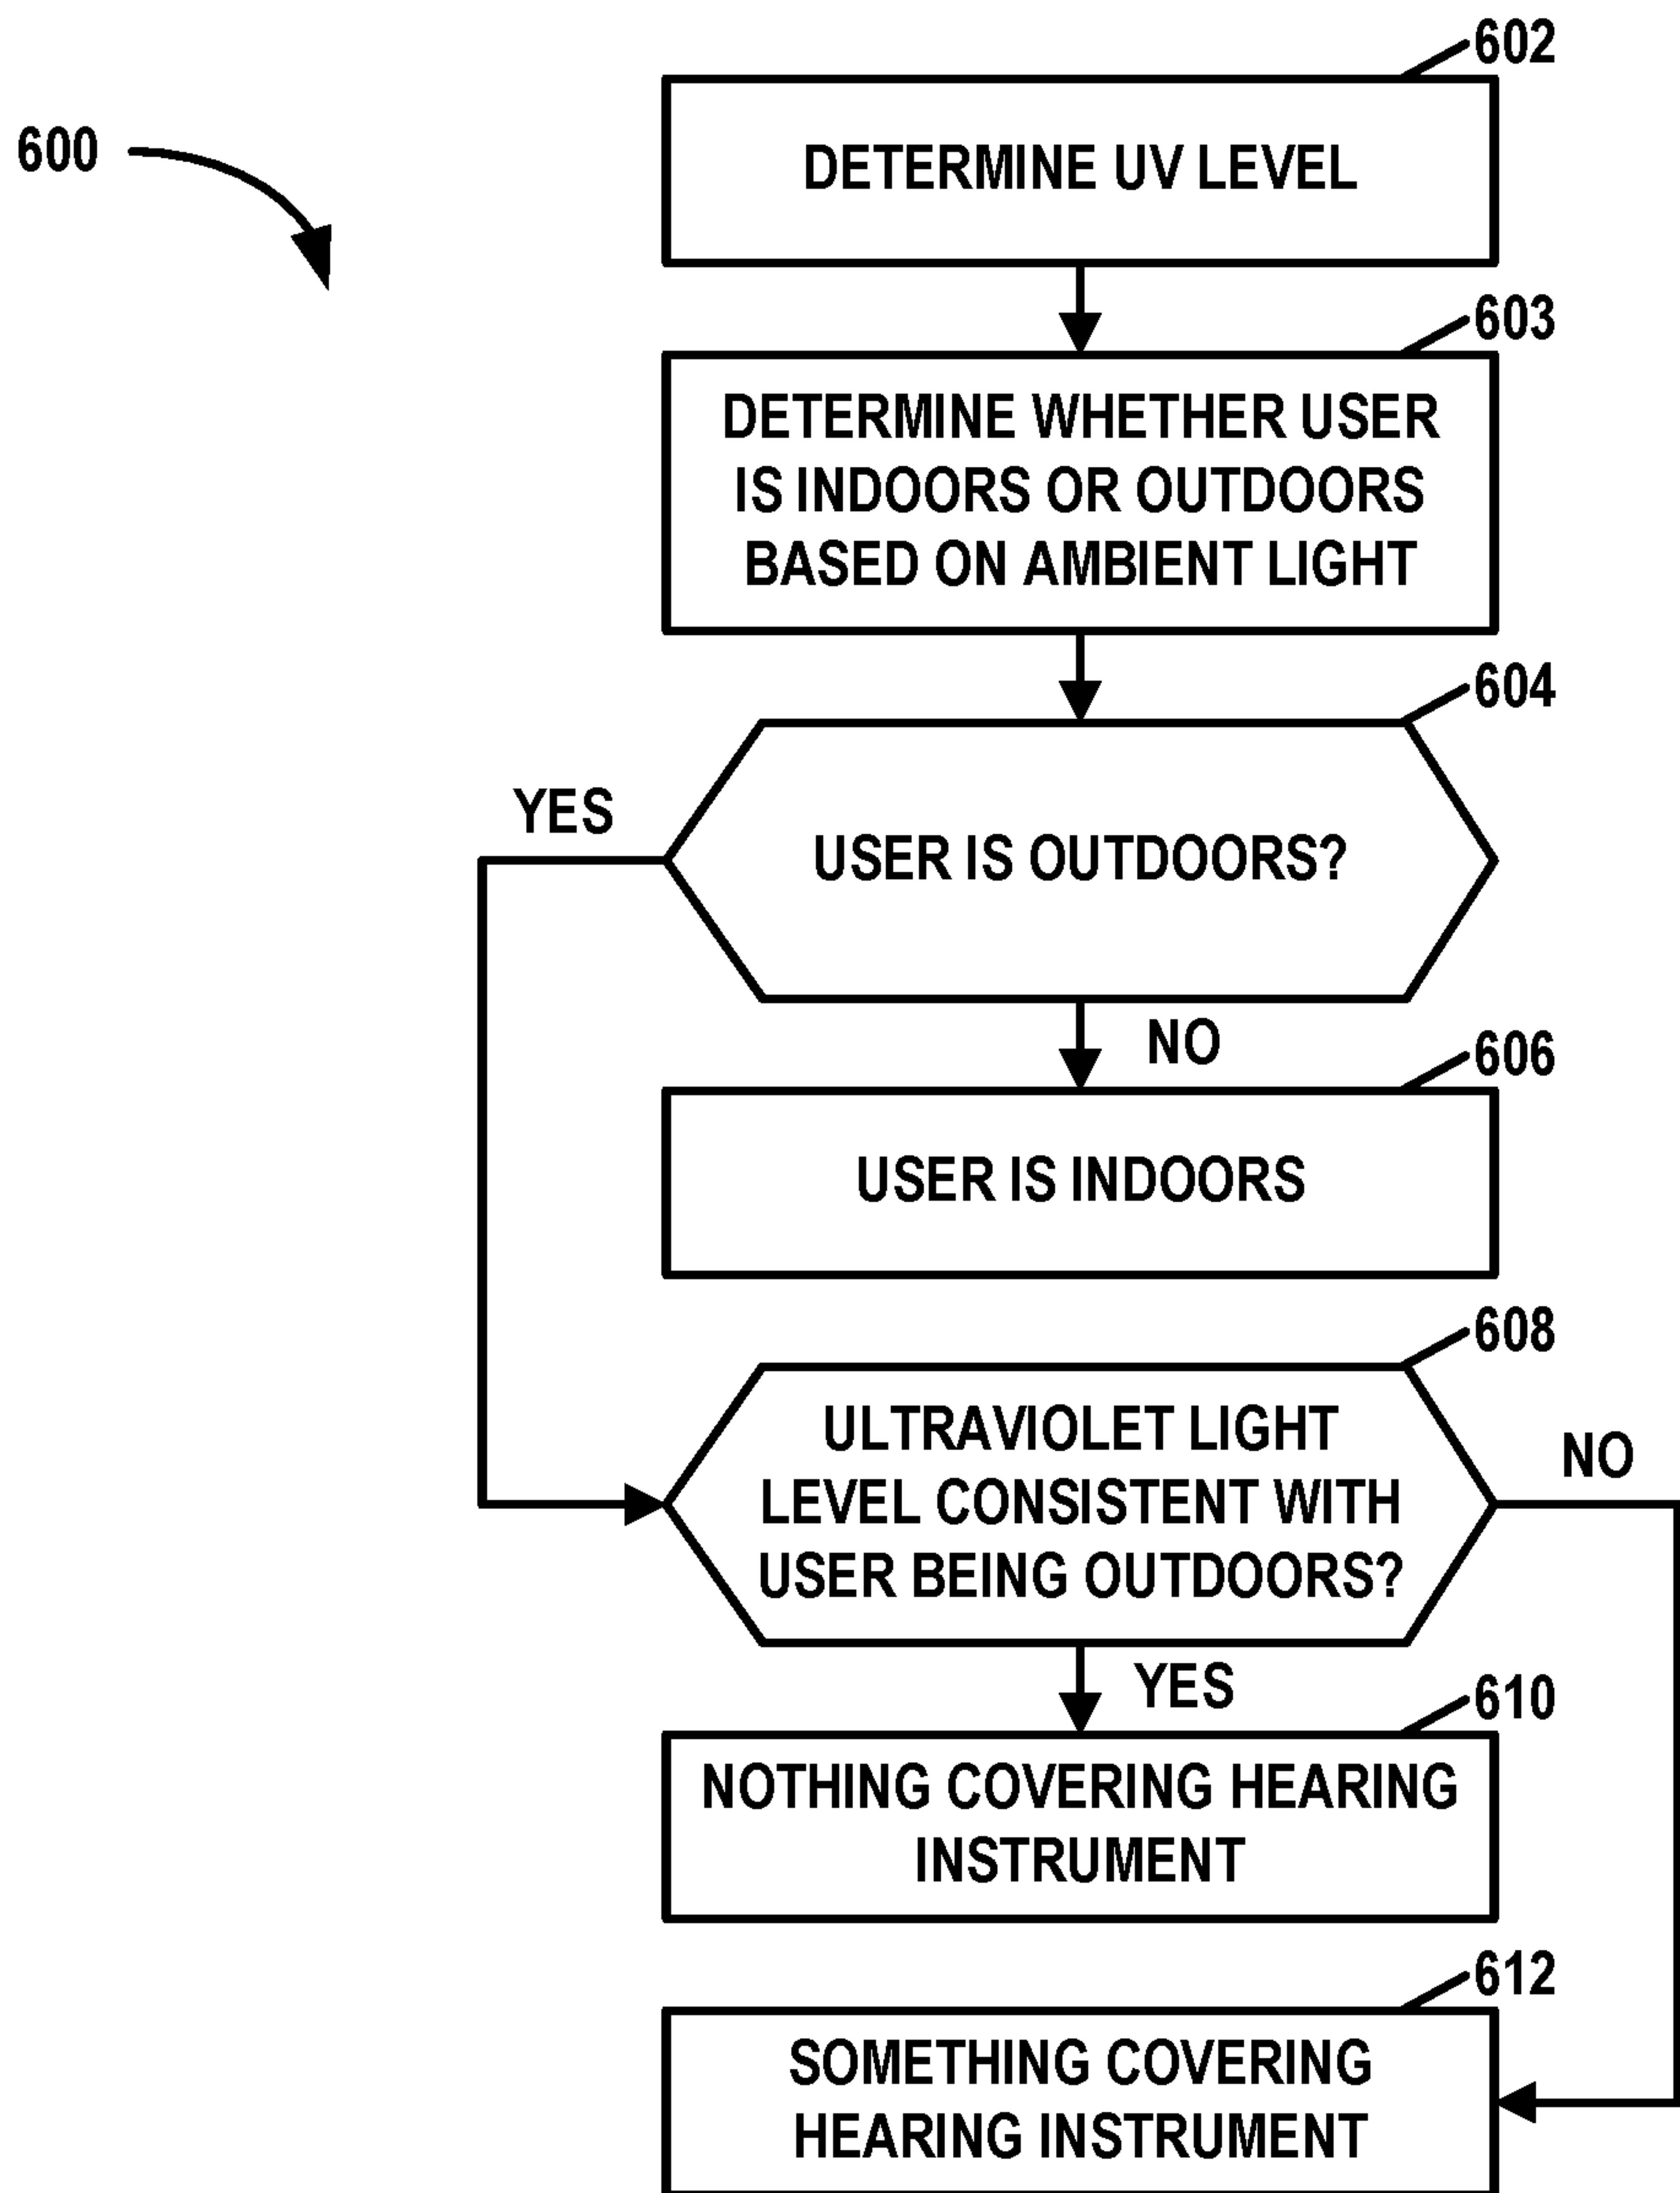 602
600
DETERMINE UV LEVEL
603
DETERMINE WHETHER USER
IS INDOORS OR OUTDOORS
BASED ON AMBIENT LIGHT
604
YES
USER IS OUTDOORS?
NO
606
USER IS INDOORS
608
ULTRAVIOLET LIGHT
LEVEL CONSISTENT WITH
USER BEING OUTDOORS?
NO
YES
610
NOTHING COVERING HEARING
INSTRUMENT
612
SOMETHING COVERING
HEARING INSTRUMENT